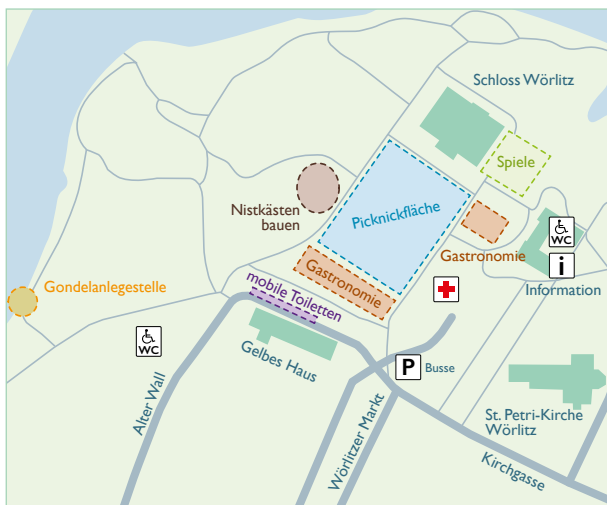 Schloss Wörlitz
Spiele
Picknickfläche
Nistkästen
bauen
WC
Gastronomie
Gastronomie
i
Information
mobile Toiletten
Gondelanlegestelle
WC
Gelbes Haus
P Busse
Alter Wall
Wörlitzer Markt
St. Petri-Kirche
Wörlitz
Kirchgasse